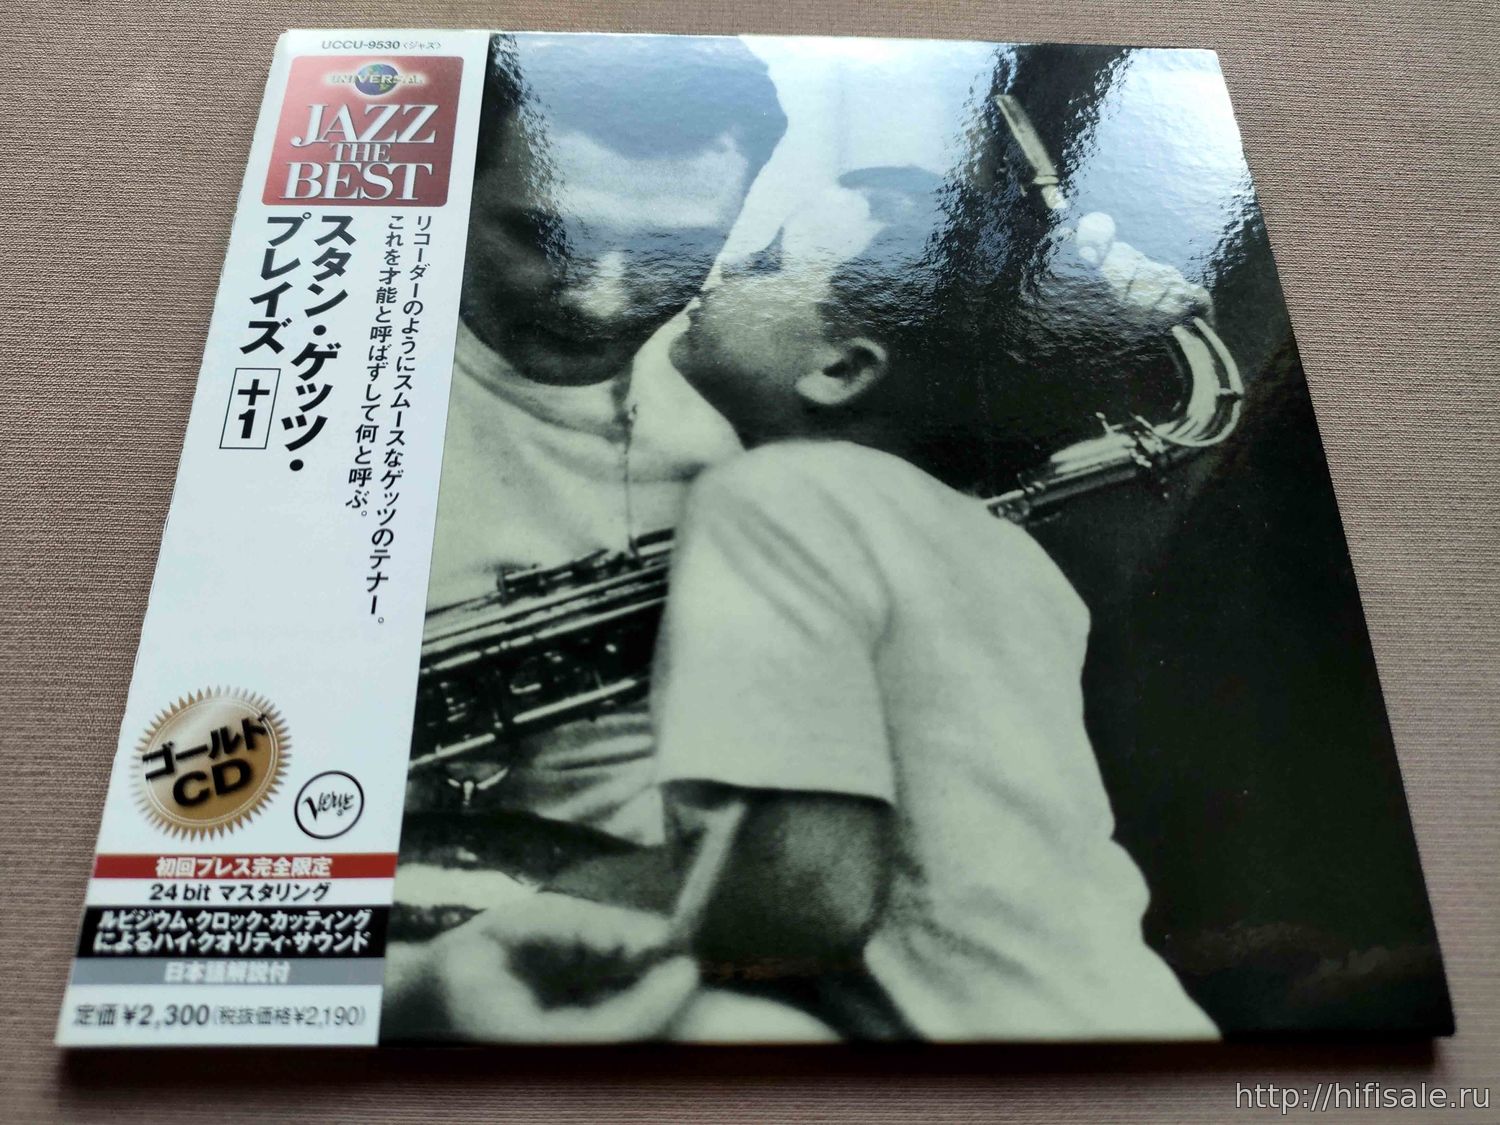 UCCU-9530〈ジャズ〉
UNIVERSAL
JAZZ
THE
BEST
リコーダーのようにスムースなゲッツのテナー。
これを才能と呼ばずして何と呼ぶ。
スタン・ゲッツ・
プレイズ +1
ゴールド
CD
Verve
初回プレス完全限定
24 bit マスタリング
ルビジウム・クロック・カッティング
によるハイ・クオリティ・サウンド
日本語解説付
定価¥2,300(税抜価格¥2,190)
http://hifisale.ru